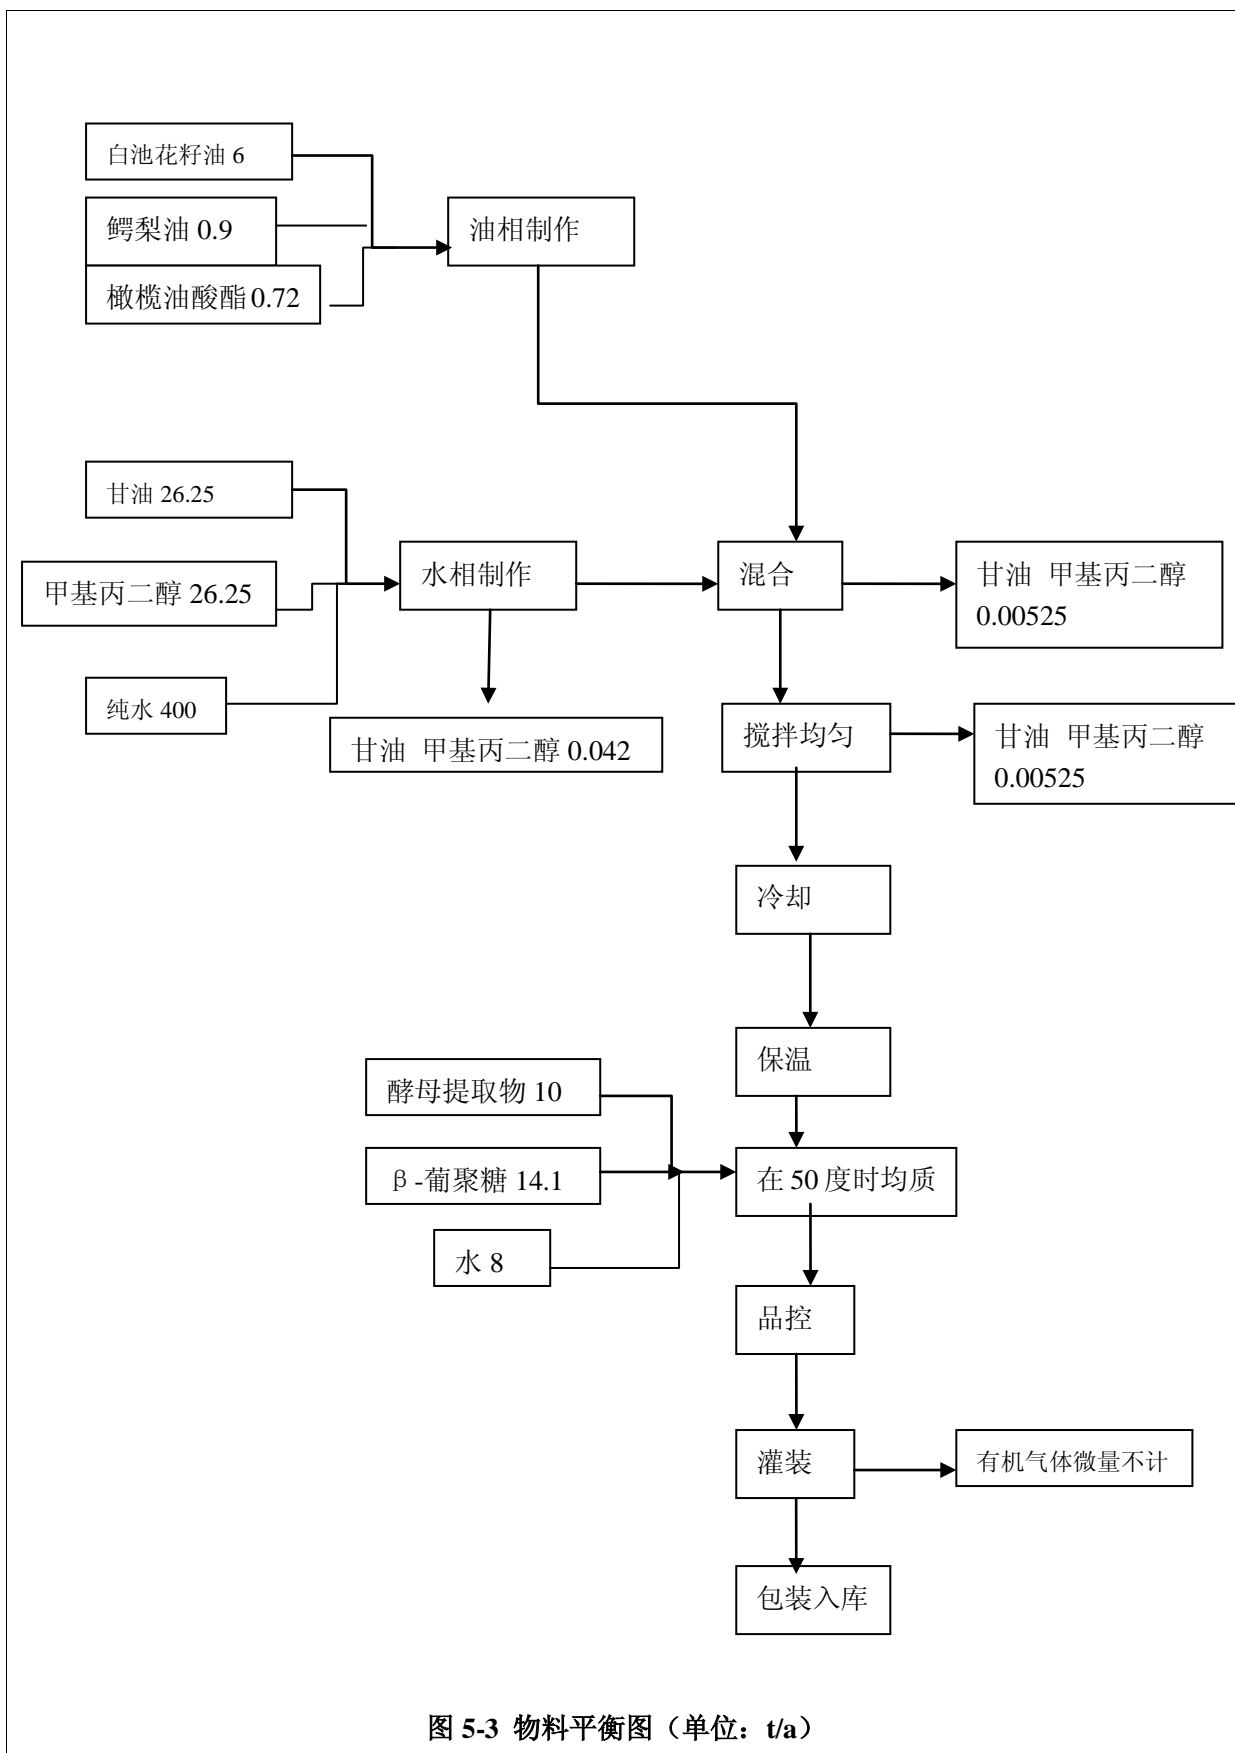 白池花籽油 6
鳄梨油 0.9
油相制作
橄榄油酸酯 0.72
甘油 26.25
甲基丙二醇 26.25
水相制作
混合
甘油 甲基丙二醇
0.00525
纯水 400
甘油 甲基丙二醇 0.042
搅拌均匀
甘油 甲基丙二醇
0.00525
冷却
保温
酵母提取物 10
β-葡聚糖 14.1
在 50 度时均质
水 8
品控
灌装
有机气体微量不计
包装入库
图 5-3 物料平衡图（单位：t/a）